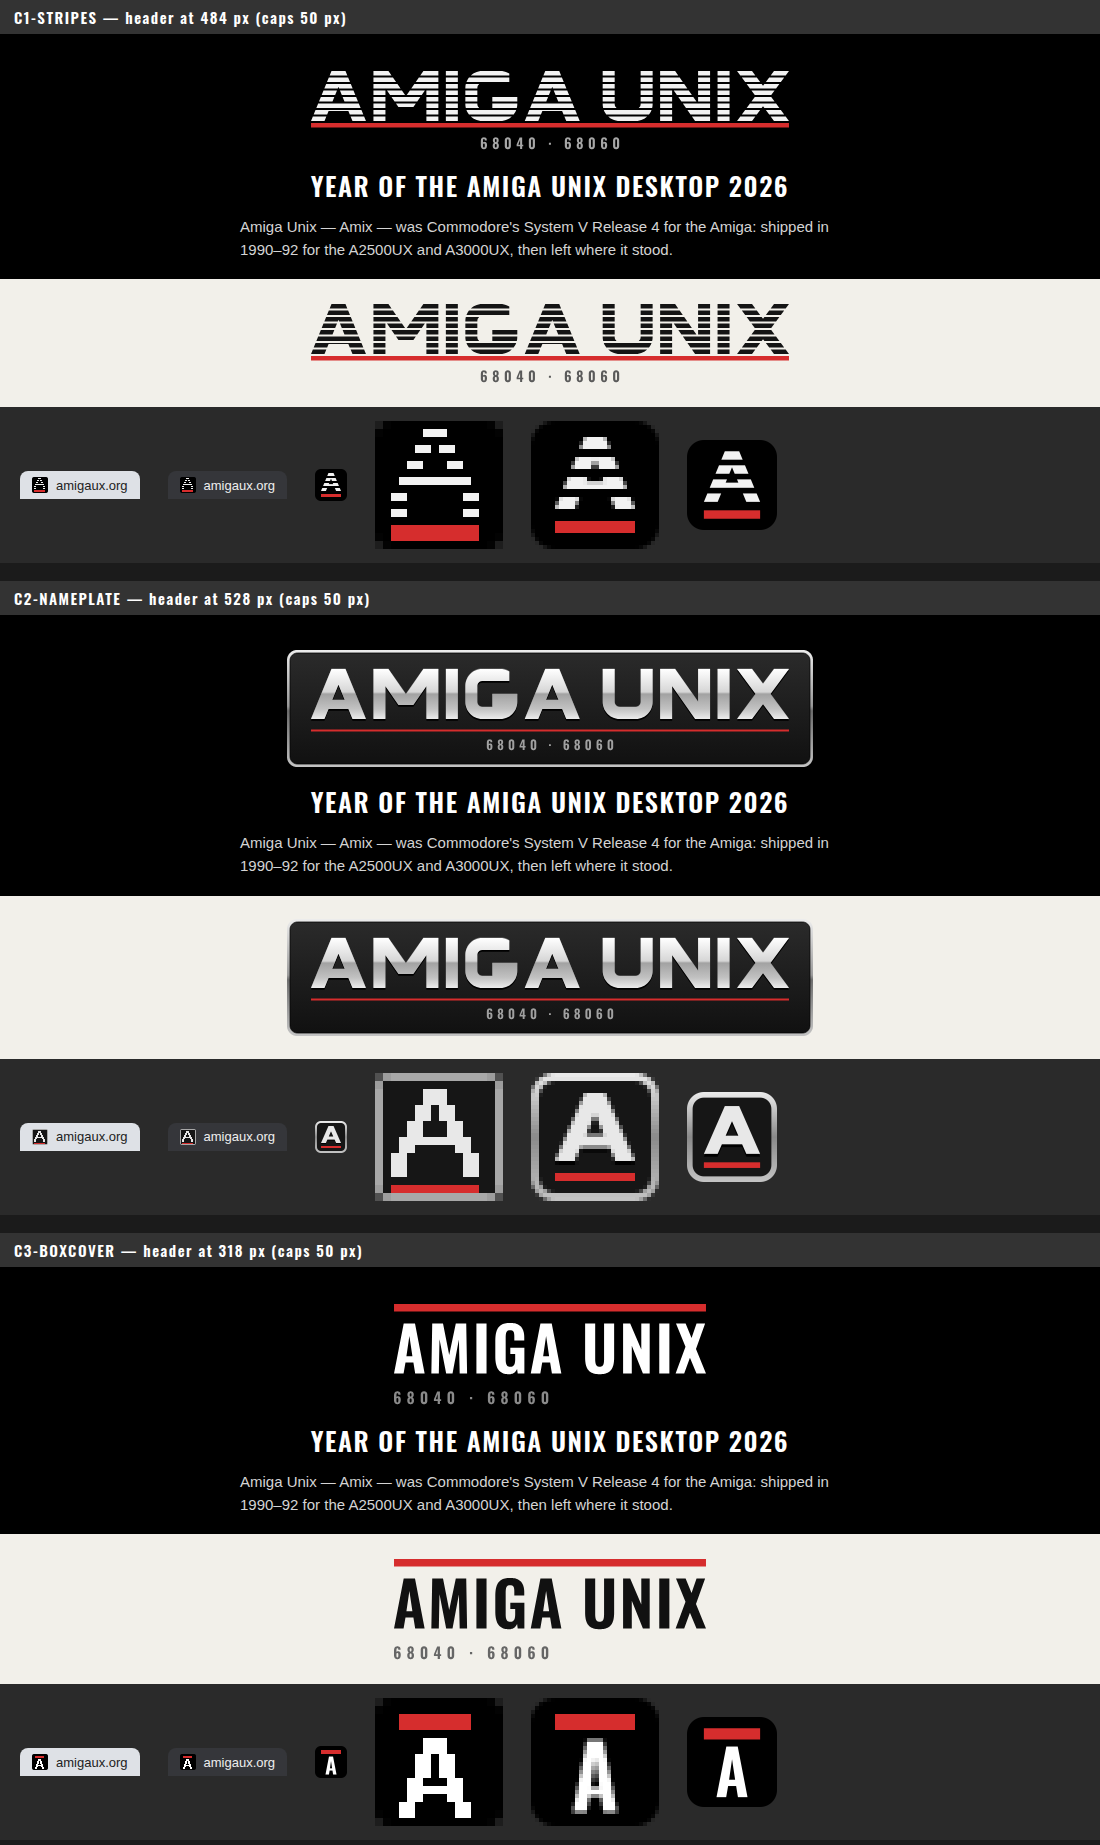 C1-STRIPES — header at 484 px (caps 50 px)
AMIGA UNIX
68040 · 68060
YEAR OF THE AMIGA UNIX DESKTOP 2026
Amiga Unix — Amix — was Commodore's System V Release 4 for the Amiga: shipped in
1990–92 for the A2500UX and A3000UX, then left where it stood.
AMIGA UNIX
68040 · 68060
A amigaux.org A amigaux.org A A A A
C2-NAMEPLATE — header at 528 px (caps 50 px)
AMIGA UNIX
68040 · 68060
YEAR OF THE AMIGA UNIX DESKTOP 2026
Amiga Unix — Amix — was Commodore's System V Release 4 for the Amiga: shipped in
1990–92 for the A2500UX and A3000UX, then left where it stood.
AMIGA UNIX
68040 · 68060
A amigaux.org A amigaux.org A A A A
C3-BOXCOVER — header at 318 px (caps 50 px)
AMIGA UNIX
68040 · 68060
YEAR OF THE AMIGA UNIX DESKTOP 2026
Amiga Unix — Amix — was Commodore's System V Release 4 for the Amiga: shipped in
1990–92 for the A2500UX and A3000UX, then left where it stood.
AMIGA UNIX
68040 · 68060
A amigaux.org A amigaux.org A A A A